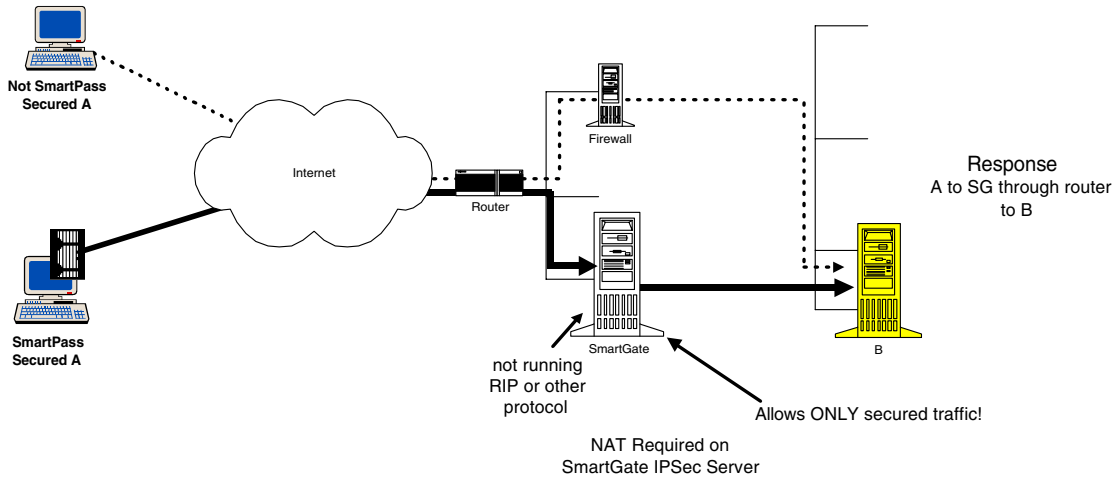 Not SmartPass
Secured A
Internet
Router
Firewall
SmartPass
Secured A
SmartGate
B
Response
A to SG through router
to B
not running
RIP or other
protocol
Allows ONLY secured traffic!
NAT Required on
SmartGate IPSec Server